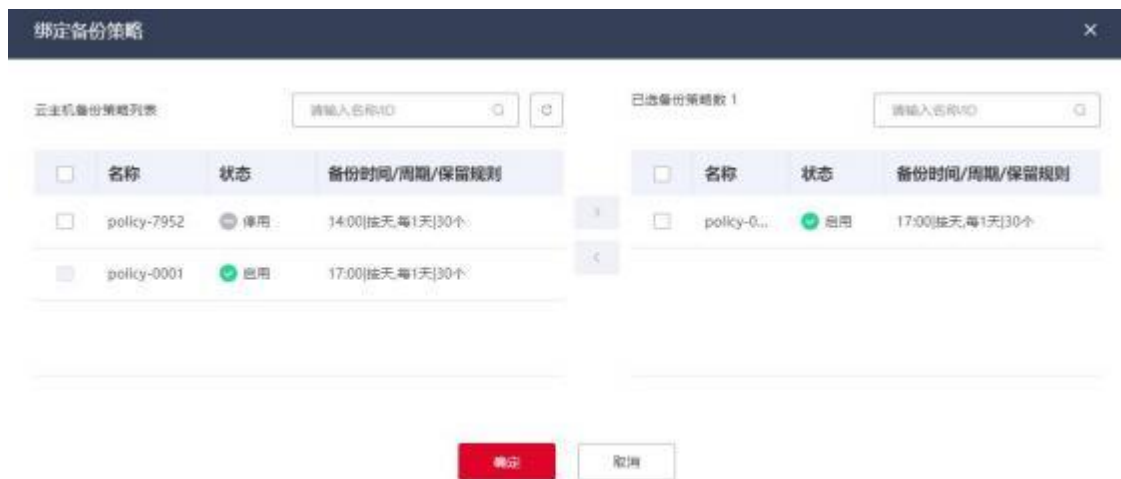 绑定备份策略
云主机备份策略列表
请输入名称/ID
已选备份策略数 1
请输入名称/ID
名称 状态 备份时间/周期/保留规则
名称 状态 备份时间/周期/保留规则
policy-7952 停用 14:00|按天,每1天|30个
policy-0... 启用 17:00|按天,每1天|30个
policy-0001 启用 17:00|按天,每1天|30个
确定 取消